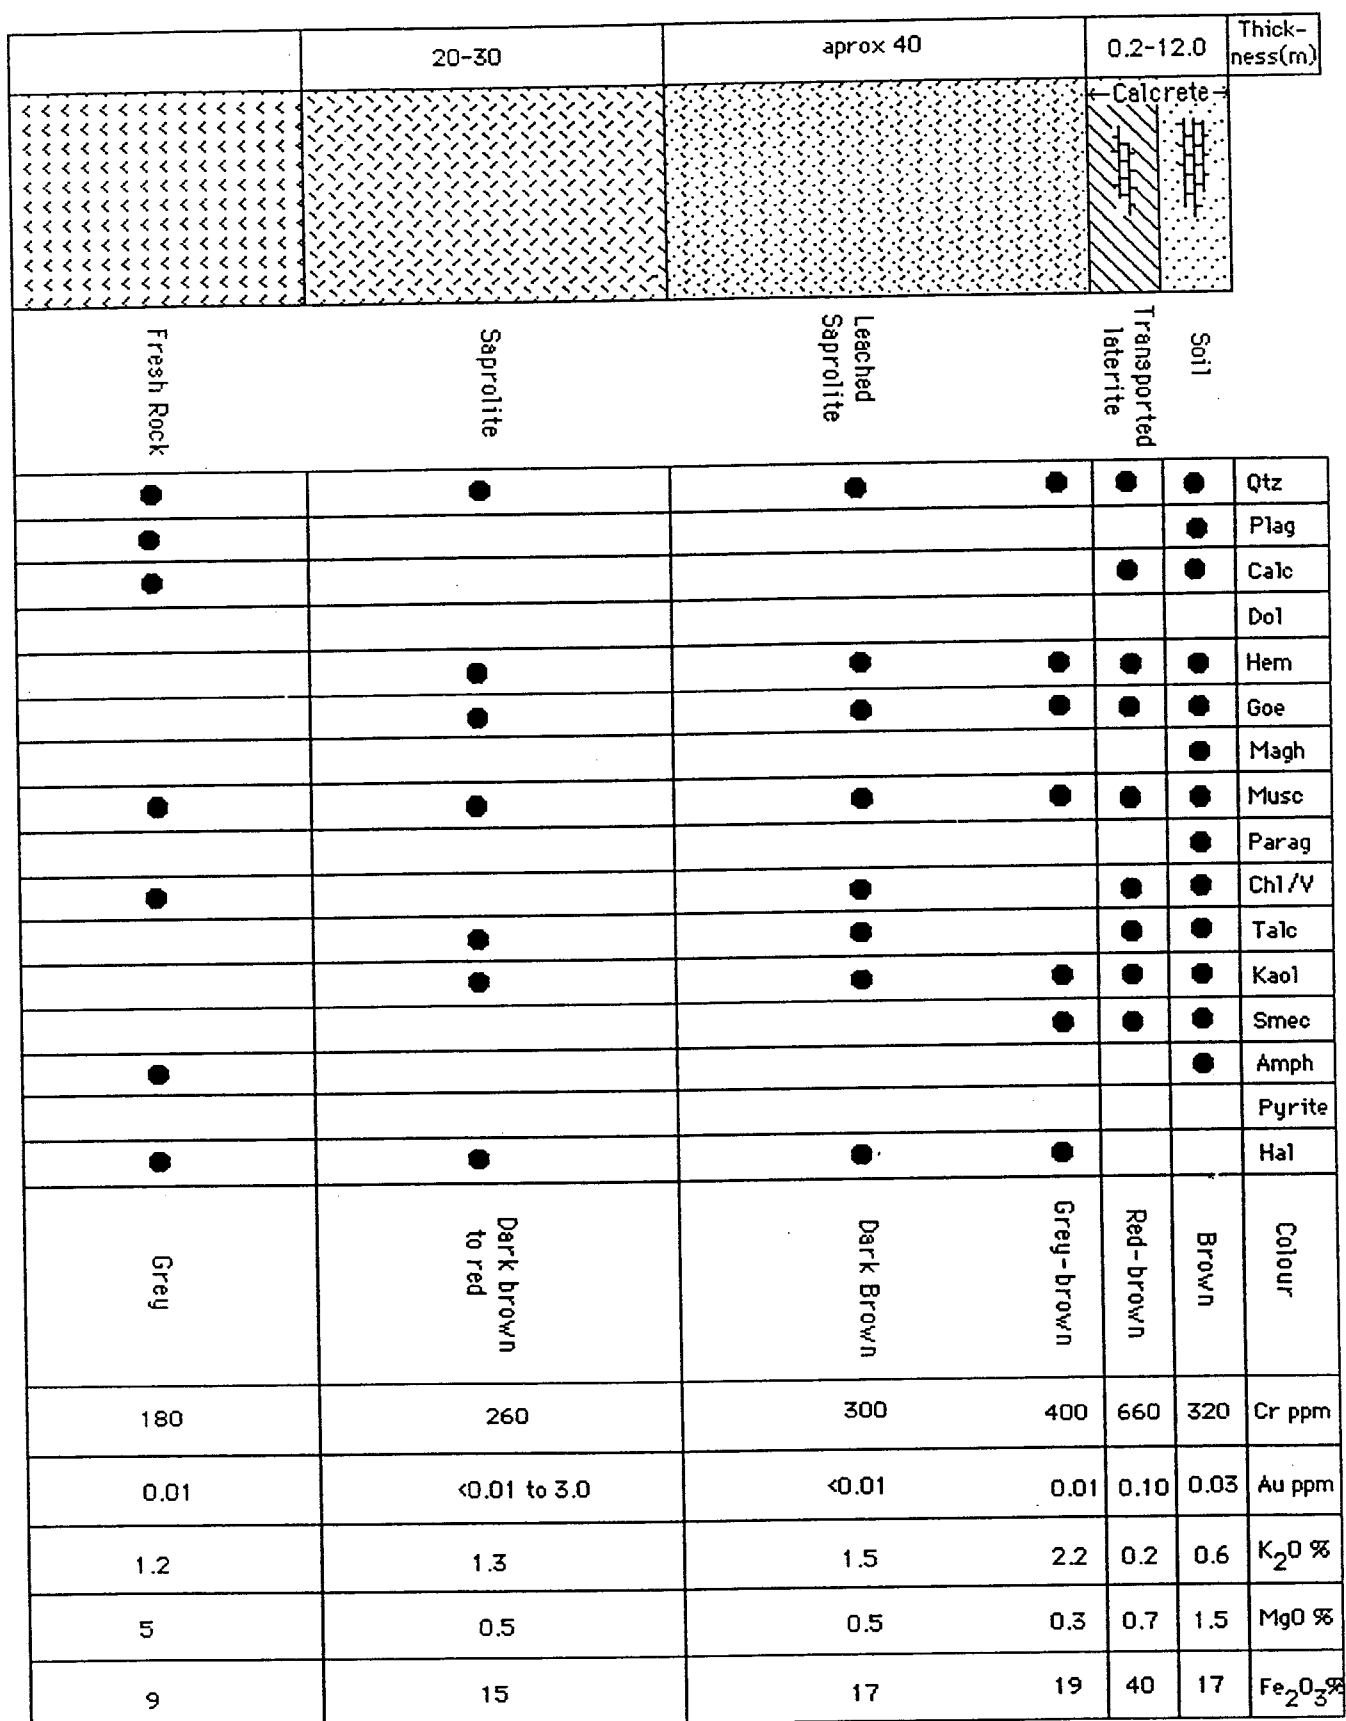 20-30 aprox 40 0.2-12.0 Thick-
ness(m)
←Calcrete→
Fresh Rock
Saprolite
Leached
Saprolite
Transported
laterite
Soil
Qtz
Plag
Calc
Dol
Hem
Goe
Magh
Musc
Parag
Chl/V
Talc
Kaol
Smec
Amph
Pyrite
Hal
Grey
Dark brown
to red
Dark Brown
Grey-brown
Red-brown
Brown
Colour
180 260 300 400 660 320 Cr ppm
0.01 <0.01 to 3.0 <0.01 0.01 0.10 0.03 Au ppm
1.2 1.3 1.5 2.2 0.2 0.6 K2O %
5 0.5 0.5 0.3 0.7 1.5 MgO %
9 15 17 19 40 17 Fe2O3%